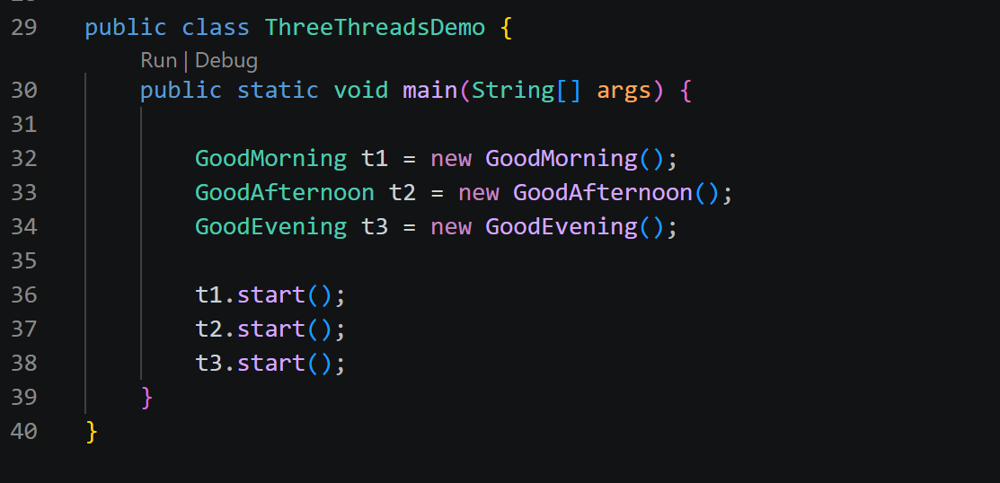 29 public class ThreeThreadsDemo {
Run | Debug
30 public static void main(String[] args) {
31
32 GoodMorning t1 = new GoodMorning();
33 GoodAfternoon t2 = new GoodAfternoon();
34 GoodEvening t3 = new GoodEvening();
35
36 t1.start();
37 t2.start();
38 t3.start();
39 }
40 }